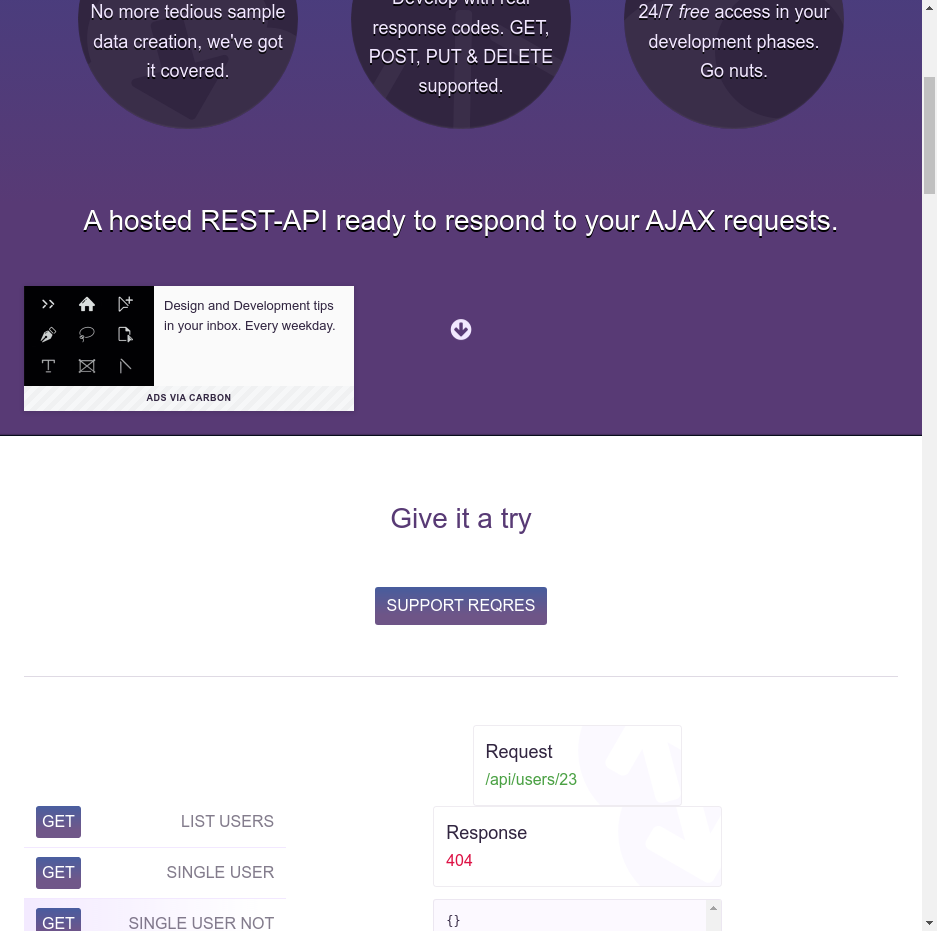 No more tedious sample
data creation, we've got
it covered.
Develop with real
response codes. GET,
POST, PUT & DELETE
supported.
24/7 free access in your
development phases.
Go nuts.
A hosted REST-API ready to respond to your AJAX requests.
Design and Development tips
in your inbox. Every weekday.
ADS VIA CARBON
Give it a try
SUPPORT REQRES
GET LIST USERS
GET SINGLE USER
GET SINGLE USER NOT
Request
/api/users/23
Response
404
{}